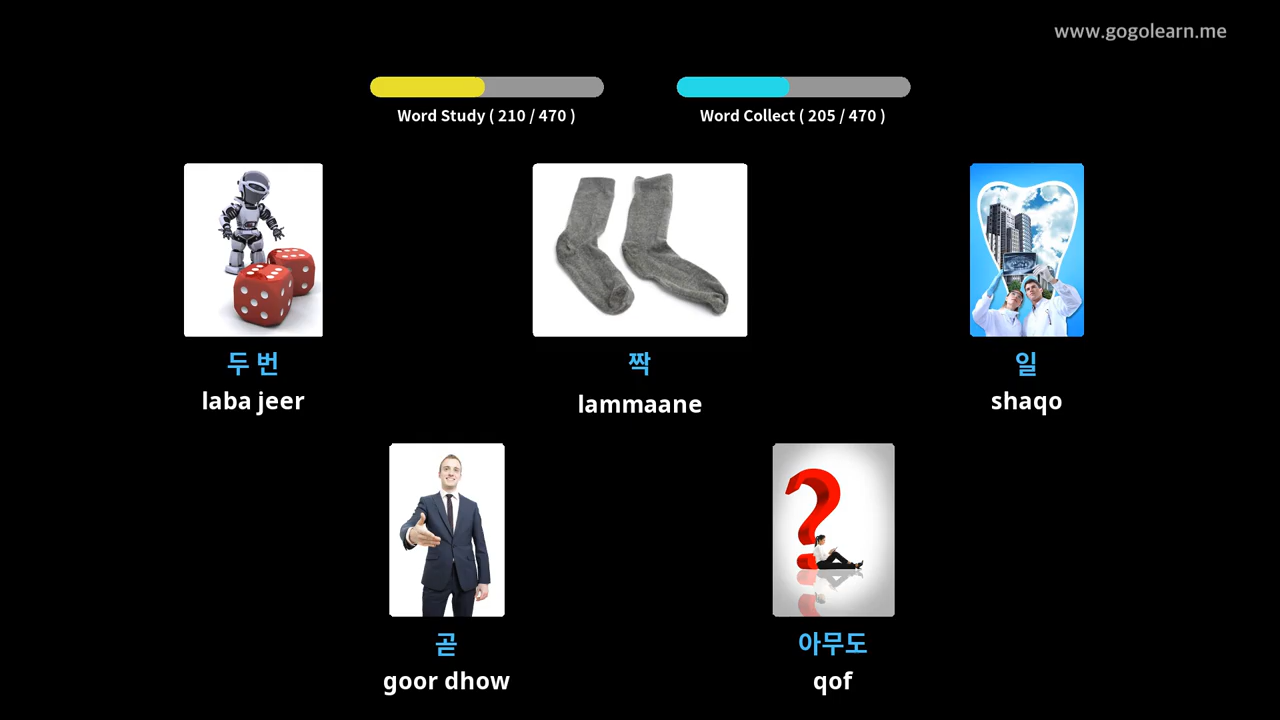 www.gogolearn.me
Word Study ( 210 / 470 )
Word Collect ( 205 / 470 )
두 번
laba jeer
짝
lammaane
일
shaqo
곧
goor dhow
아무도
qof